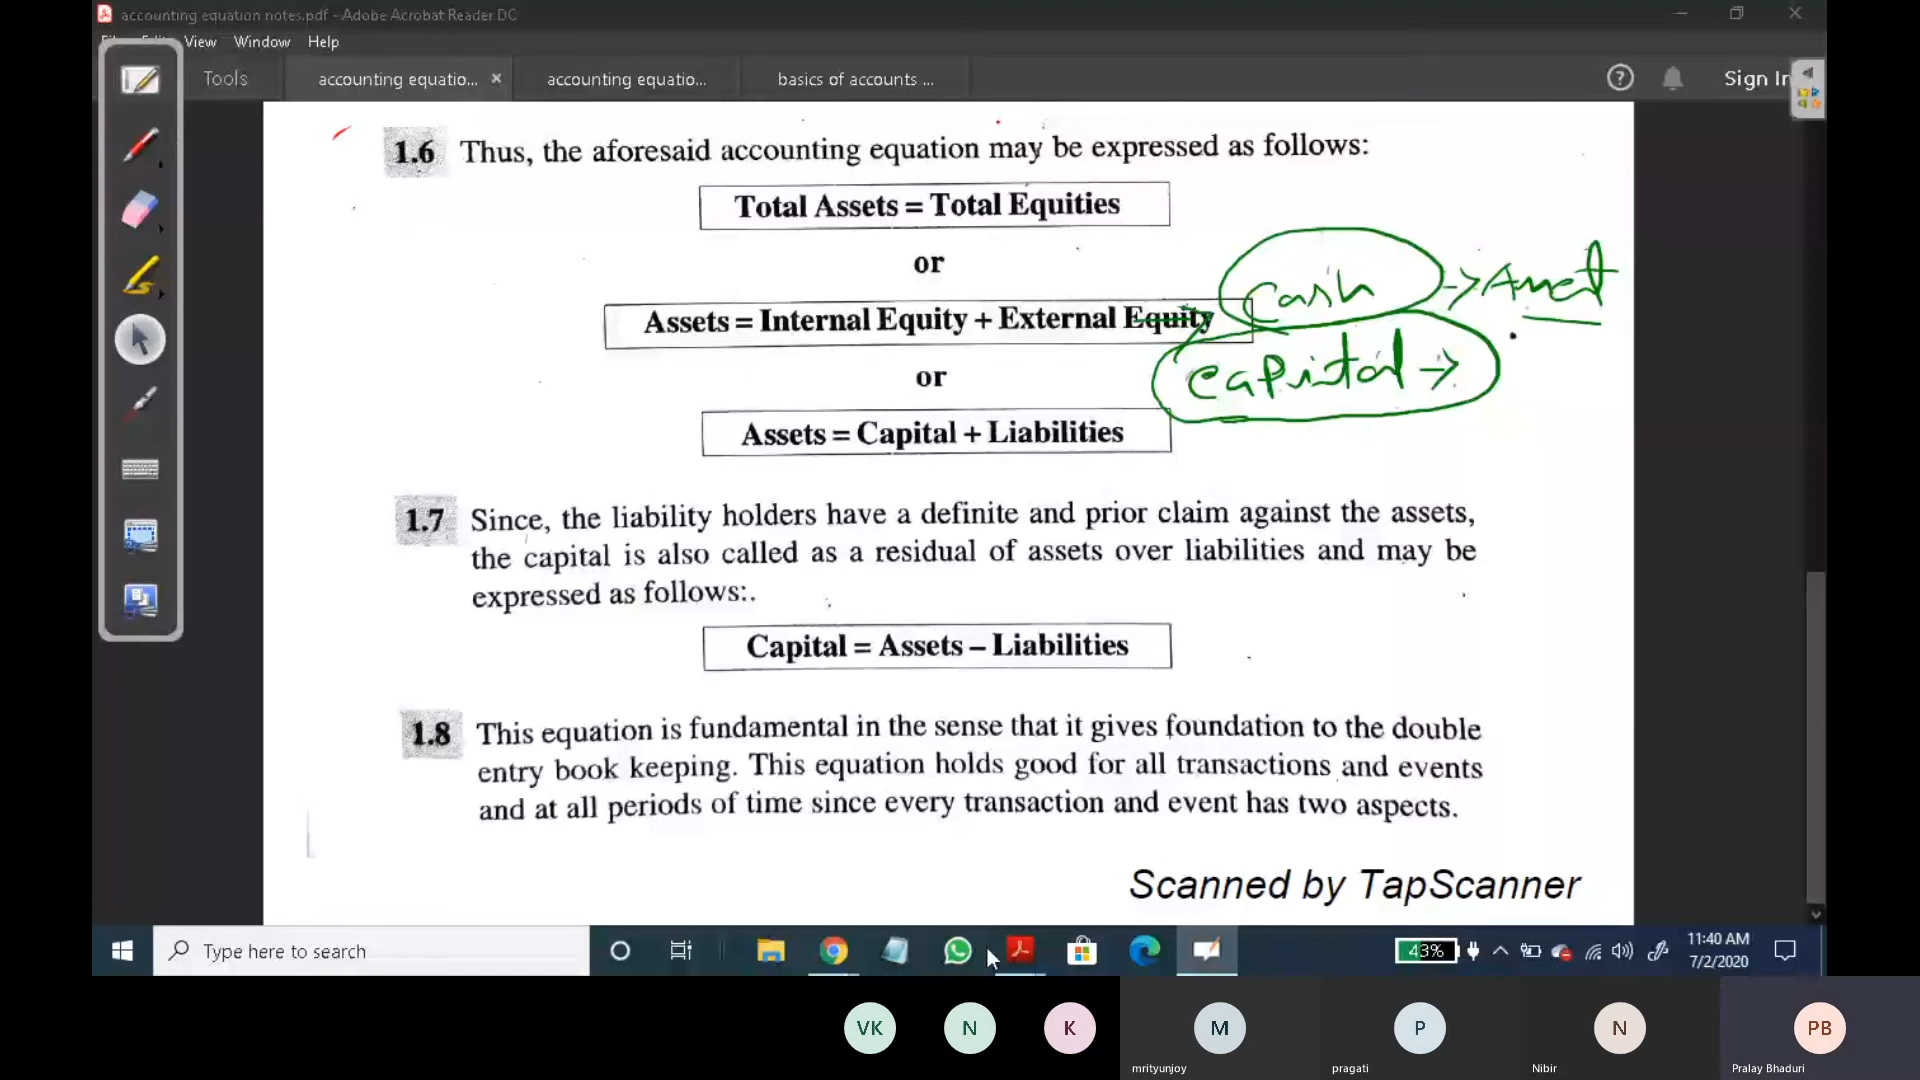 accounting equation notes.pdf - Adobe Acrobat Reader DC
View Window Help
Tools
accounting equatio...
accounting equatio...
basics of accounts ...
Sign In
1.6 Thus, the aforesaid accounting equation may be expressed as follows:
Total Assets = Total Equities
or
Assets = Internal Equity + External Equity
or
Assets = Capital + Liabilities
Cash -> Asset
Capital ->
1.7 Since, the liability holders have a definite and prior claim against the assets,
the capital is also called as a residual of assets over liabilities and may be
expressed as follows:.
Capital = Assets – Liabilities
1.8 This equation is fundamental in the sense that it gives foundation to the double
entry book keeping. This equation holds good for all transactions and events
and at all periods of time since every transaction and event has two aspects.
Scanned by TapScanner
Type here to search
43%
11:40 AM
7/2/2020
VK
N
K
M
P
N
PB
mrityunjoy
pragati
Nibir
Pralay Bhaduri